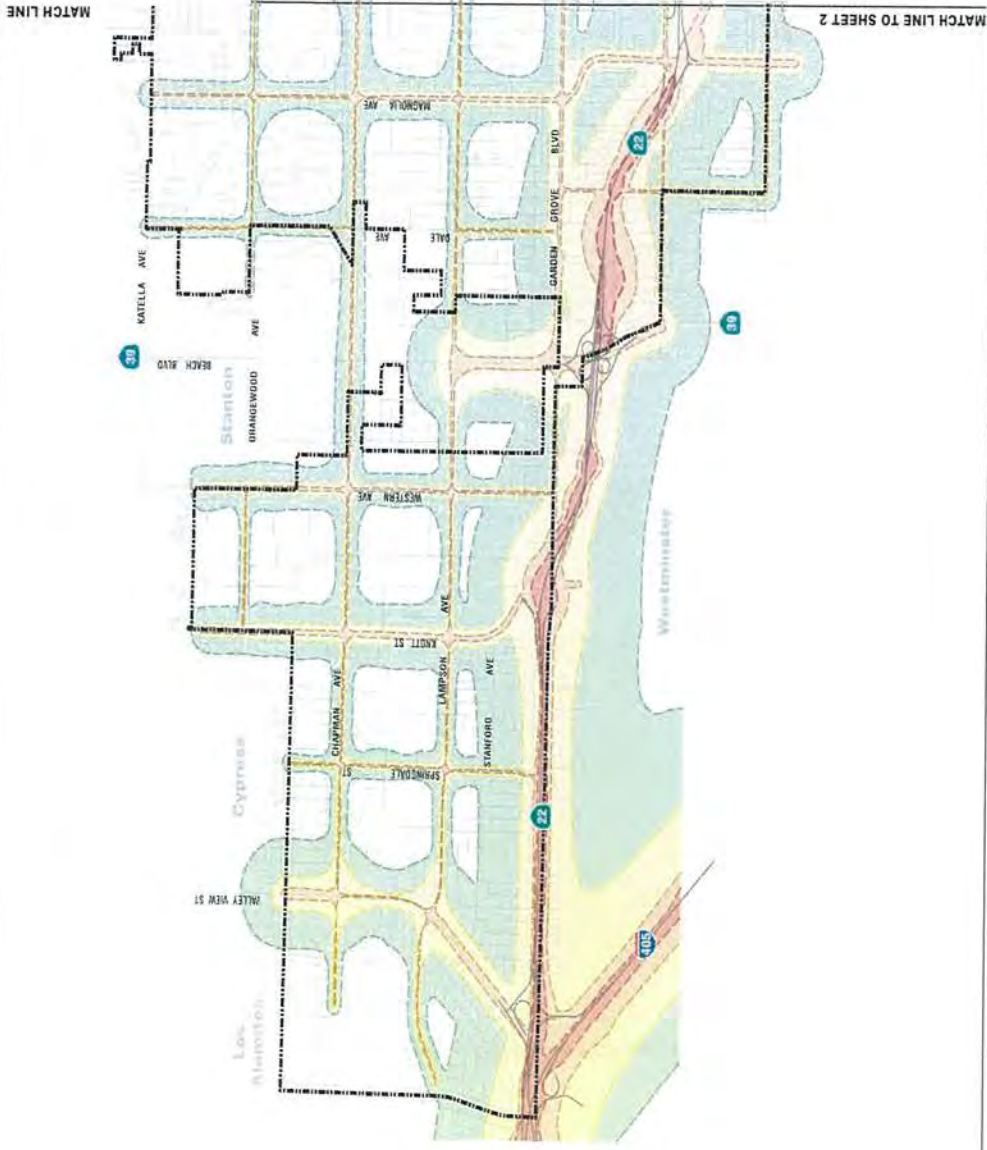 MATCH LINE
MATCH LINE TO SHEET 2
MAGNOLIA AVE
22
GARDEN GROVE BLVD
DALE AVE
KATELLA AVE
39
BEACH BLVD
ORANGEWOOD AVE
Stanton
39
WESTERN AVE
Westminster
KNOTT ST
LAMPSON AVE
CHAPMAN AVE
STANFORD AVE
SPRINGDALE ST
Cypress
22
VALLEY VIEW ST
405
Los
Alamitos